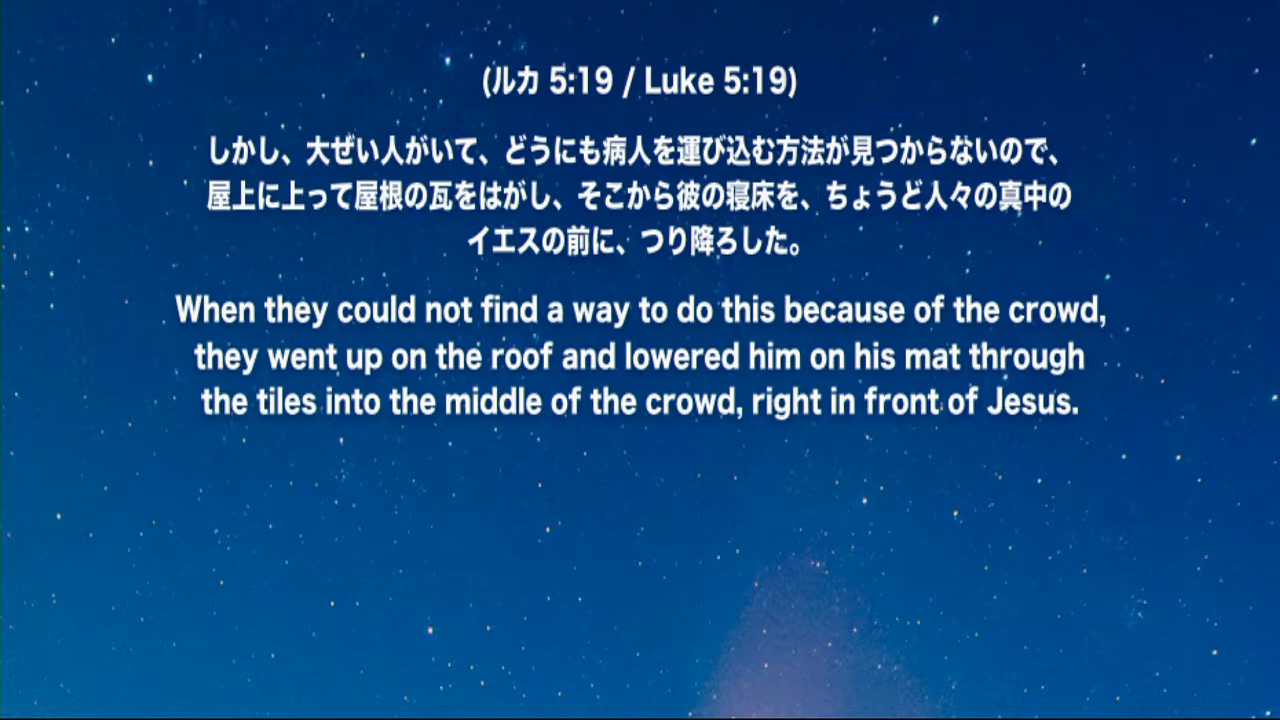 (ルカ 5:19 / Luke 5:19)
しかし、大ぜい人がいて、どうにも病人を運び込む方法が見つからないので、
屋上に上って屋根の瓦をはがし、そこから彼の寝床を、ちょうど人々の真中の
イエスの前に、つり降ろした。
When they could not find a way to do this because of the crowd,
they went up on the roof and lowered him on his mat through
the tiles into the middle of the crowd, right in front of Jesus.